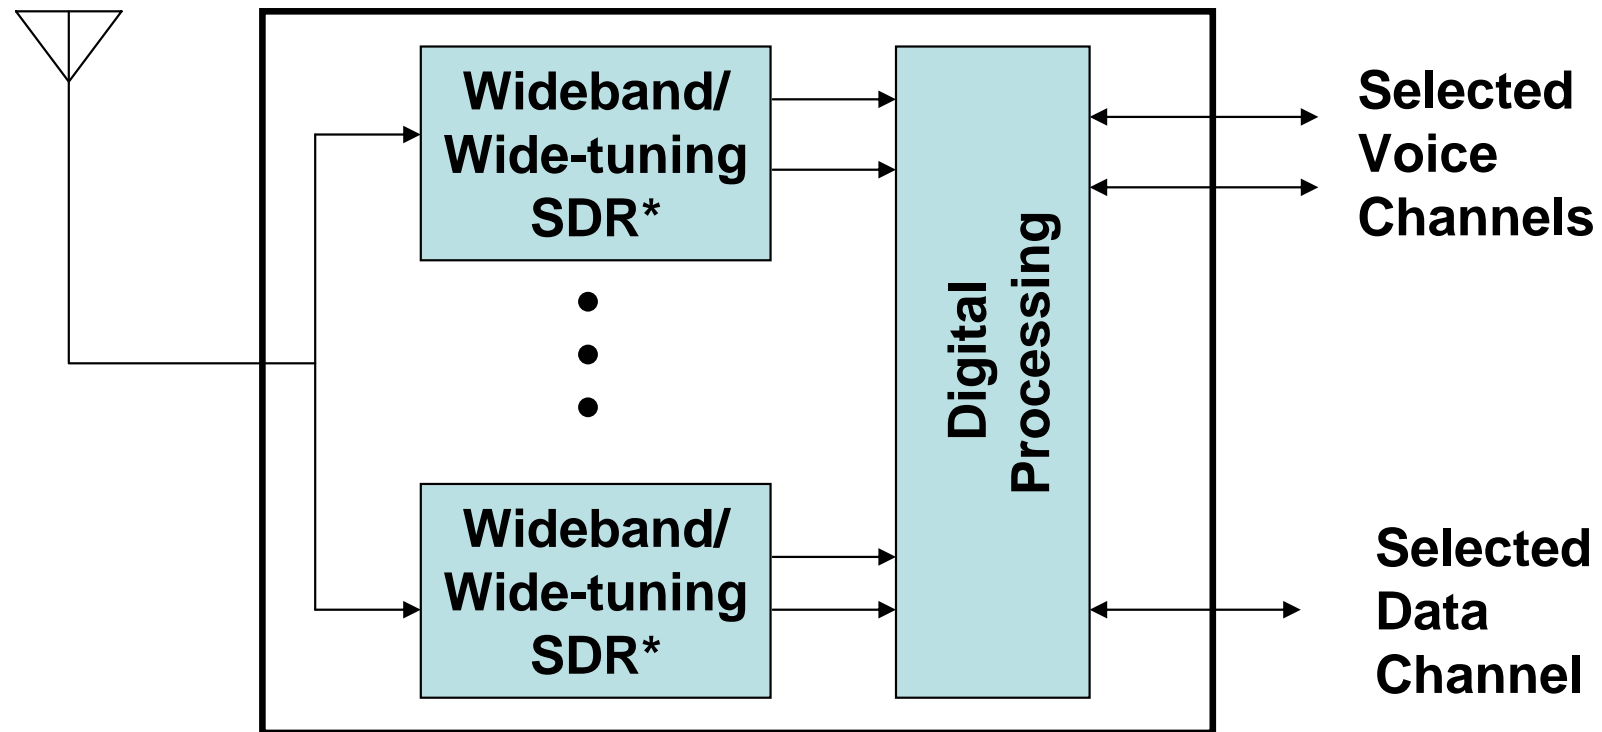 Wideband/
Wide-tuning
SDR*
Selected
Voice
Channels
Digital
Processing
Wideband/
Wide-tuning
SDR*
Selected
Data
Channel